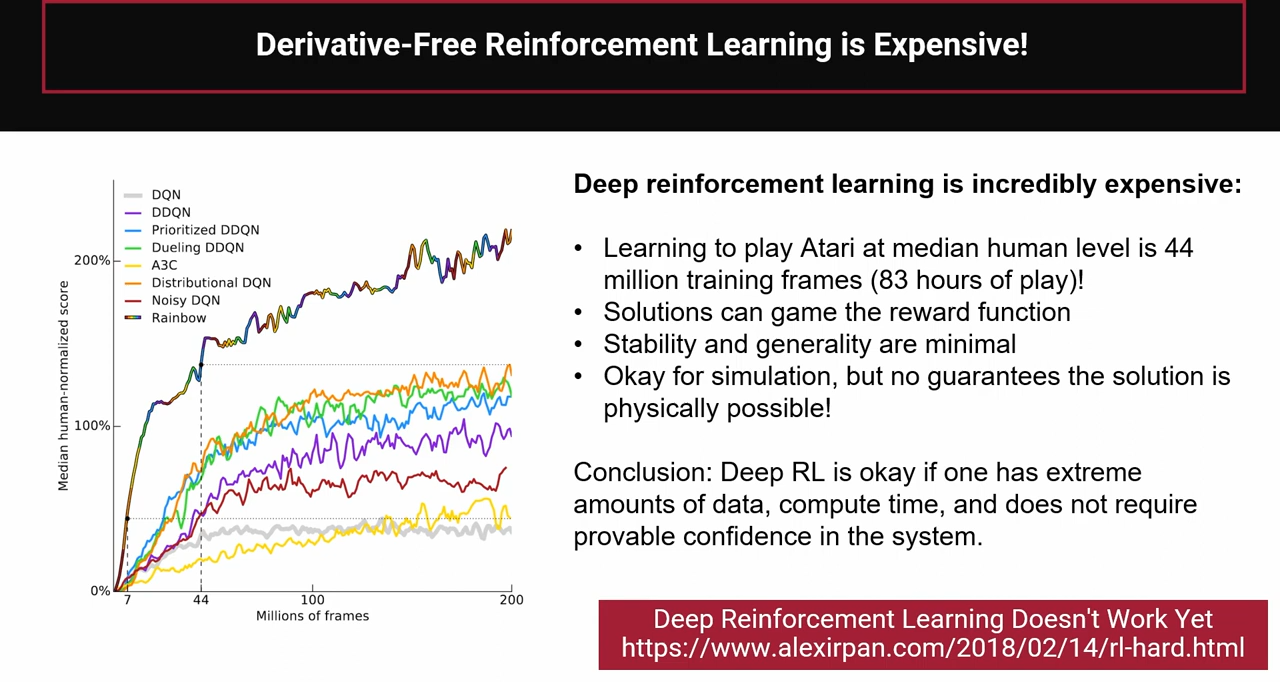 Derivative-Free Reinforcement Learning is Expensive!
DQN
DDQN
Prioritized DDQN
Dueling DDQN
A3C
Distributional DQN
Noisy DQN
Rainbow
200%
100%
0%
Median human-normalized score
7
44
100
200
Millions of frames
Deep reinforcement learning is incredibly expensive:
• Learning to play Atari at median human level is 44
million training frames (83 hours of play)!
• Solutions can game the reward function
• Stability and generality are minimal
• Okay for simulation, but no guarantees the solution is
physically possible!
Conclusion: Deep RL is okay if one has extreme
amounts of data, compute time, and does not require
provable confidence in the system.
Deep Reinforcement Learning Doesn't Work Yet
https://www.alexirpan.com/2018/02/14/rl-hard.html